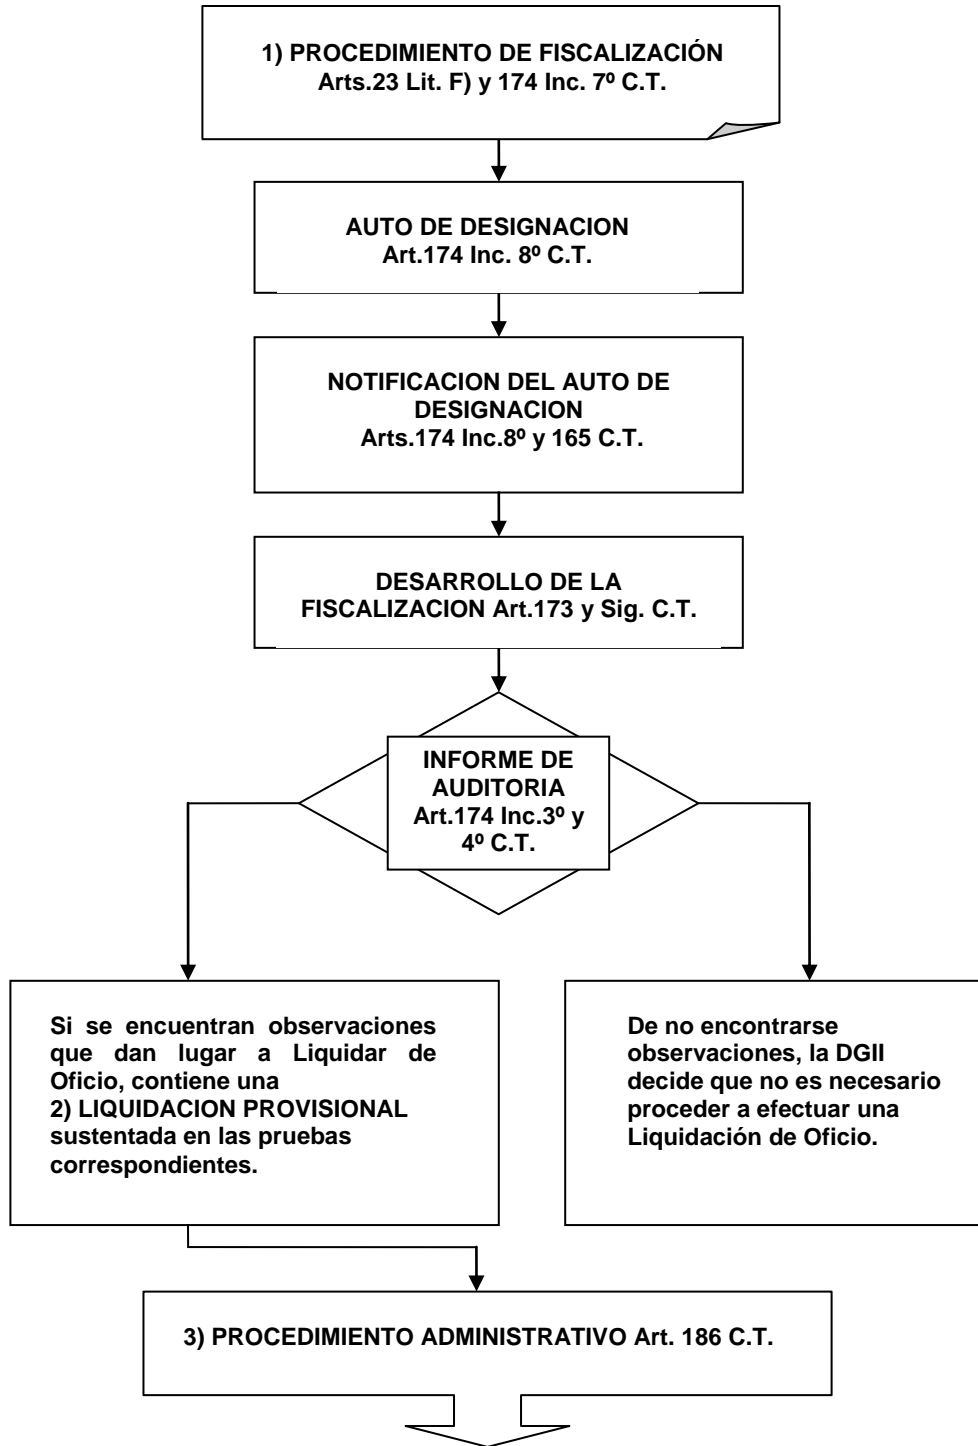 1) PROCEDIMIENTO DE FISCALIZACIÓN
Arts.23 Lit. F) y 174 Inc. 7º C.T.
AUTO DE DESIGNACION
Art.174 Inc. 8º C.T.
NOTIFICACION DEL AUTO DE
DESIGNACION
Arts.174 Inc.8º y 165 C.T.
DESARROLLO DE LA
FISCALIZACION Art.173 y Sig. C.T.
INFORME DE
AUDITORIA
Art.174 Inc.3º y
4º C.T.
Si se encuentran observaciones
que dan lugar a Liquidar de
Oficio, contiene una
2) LIQUIDACION PROVISIONAL
sustentada en las pruebas
correspondientes.
De no encontrarse
observaciones, la DGII
decide que no es necesario
proceder a efectuar una
Liquidación de Oficio.
3) PROCEDIMIENTO ADMINISTRATIVO Art. 186 C.T.